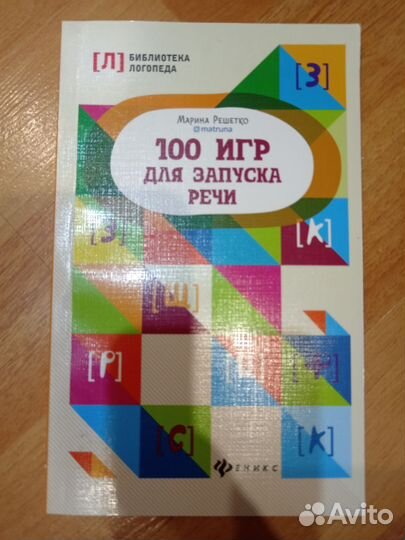 [Л] БИБЛИОТЕКА
ЛОГОПЕДА
[З]
МАРИНА РЕШЕТКО
@matruna
100 ИГР
ДЛЯ ЗАПУСКА
РЕЧИ
[З]
[К]
[Щ]
[Р]
[С]
[К]
ФЕНИКС
Avito